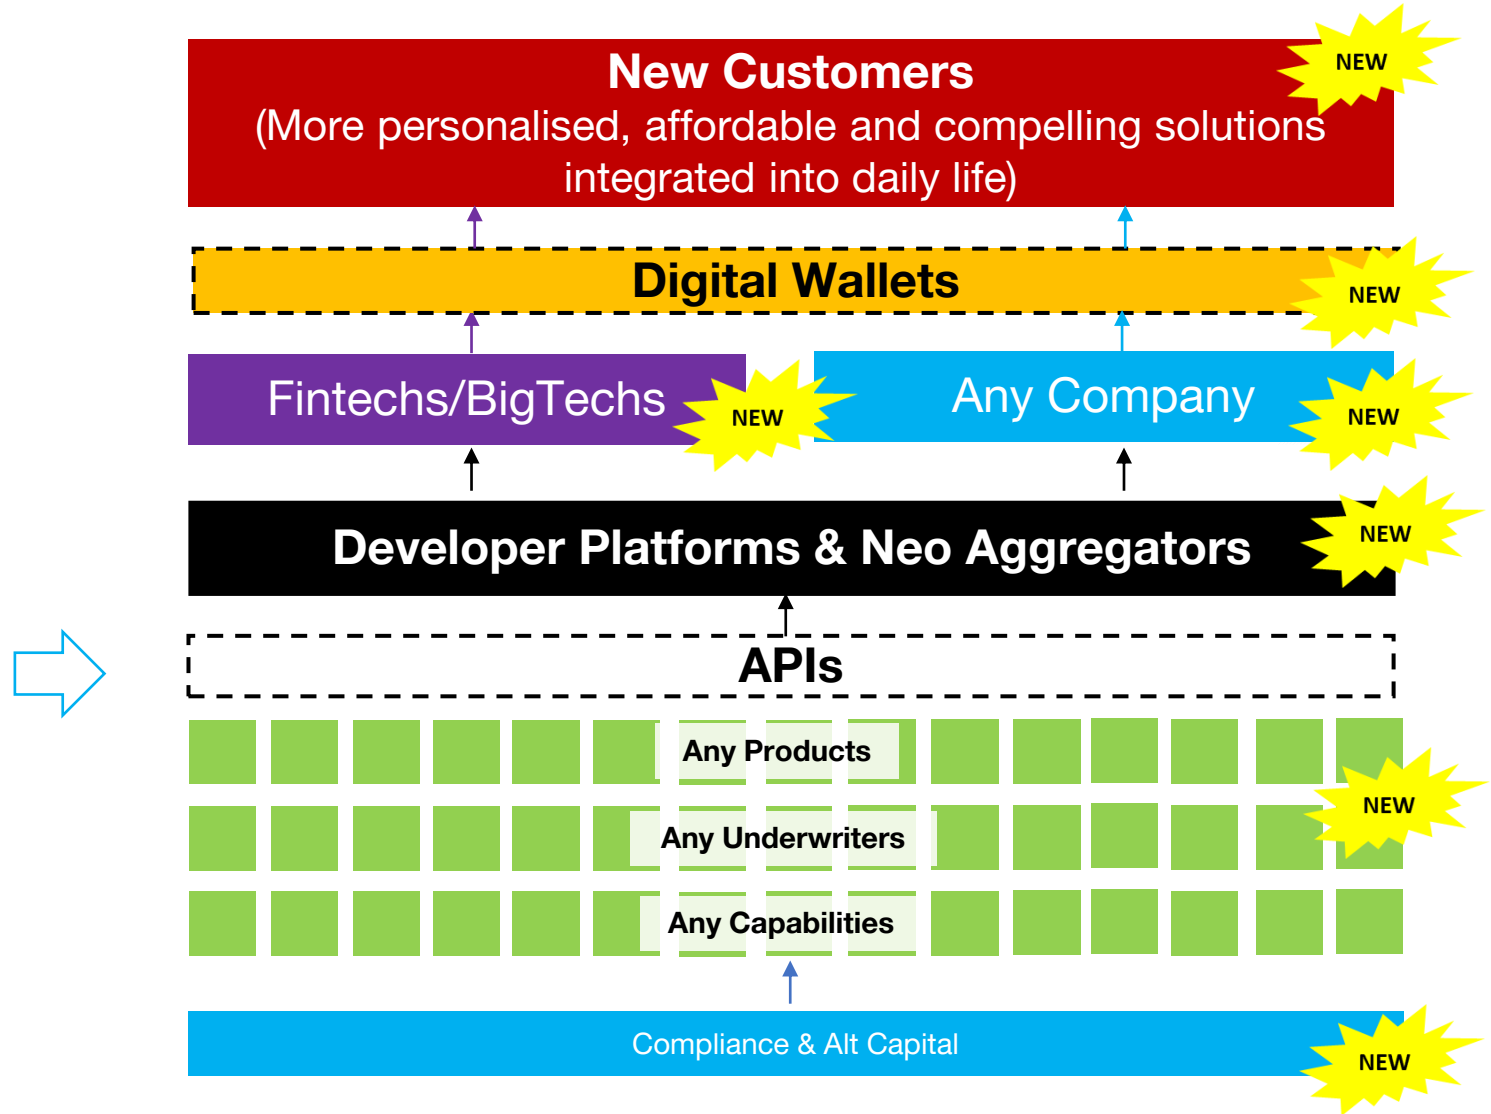 New Customers
NEW
(More personalised, affordable and compelling solutions
integrated into daily life)
Digital Wallets
NEW
Fintechs/BigTechs
NEW
Any Company
NEW
Developer Platforms & Neo Aggregators
NEW
APIs
Any Products
NEW
Any Underwriters
Any Capabilities
Compliance & Alt Capital
NEW